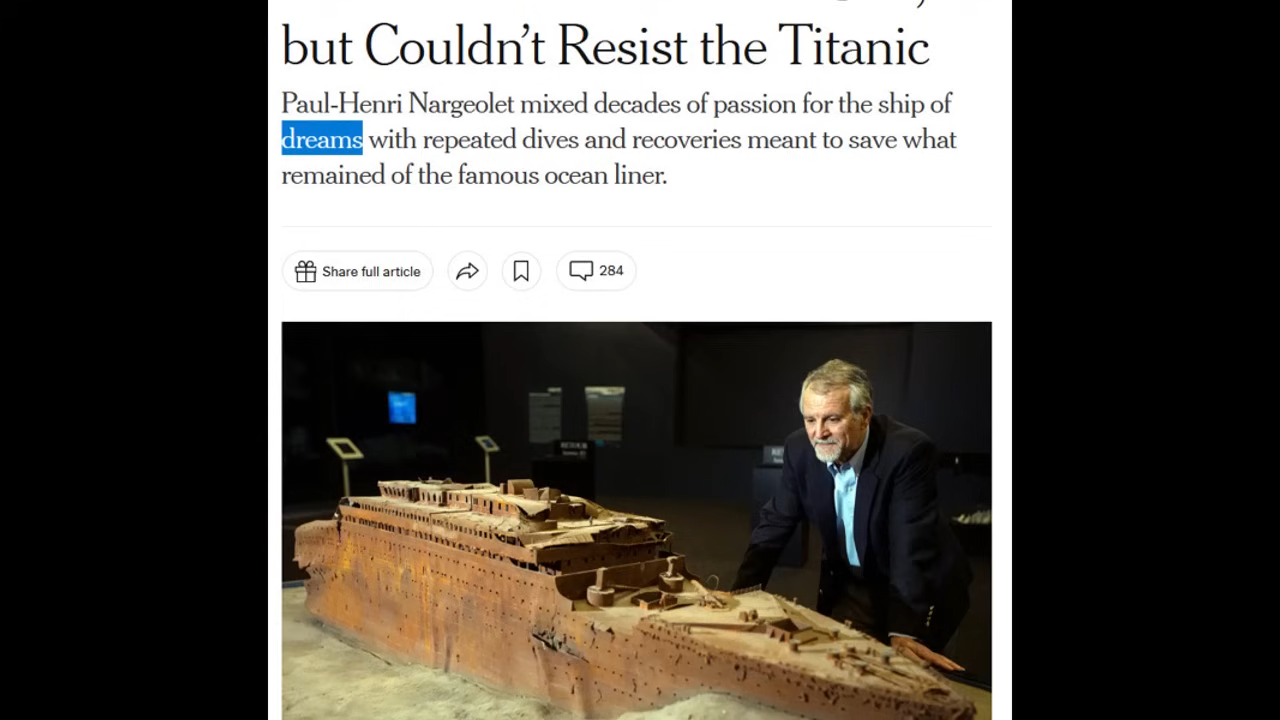 but Couldn’t Resist the Titanic
Paul-Henri Nargeolet mixed decades of passion for the ship of
dreams with repeated dives and recoveries meant to save what
remained of the famous ocean liner.
Share full article
284